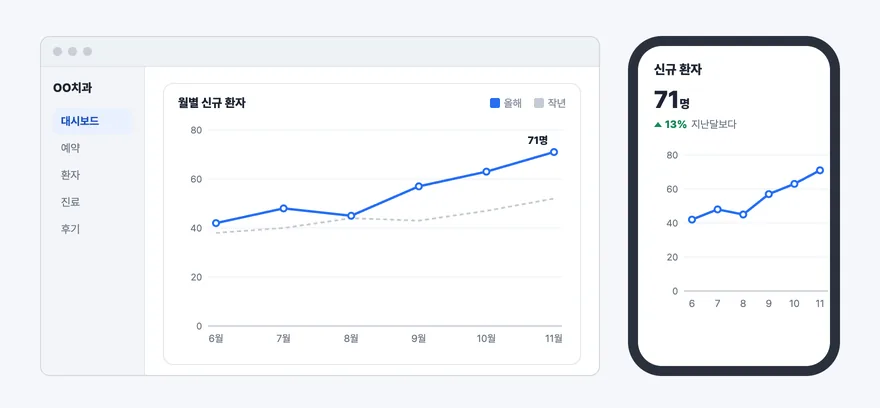 OO치과
대시보드
예약
환자
진료
후기
월별 신규 환자
올해
작년
71명
80
60
40
20
0
6월 7월 8월 9월 10월 11월
신규 환자
71명
▲ 13% 지난달보다
80
60
40
20
0
6 7 8 9 10 11